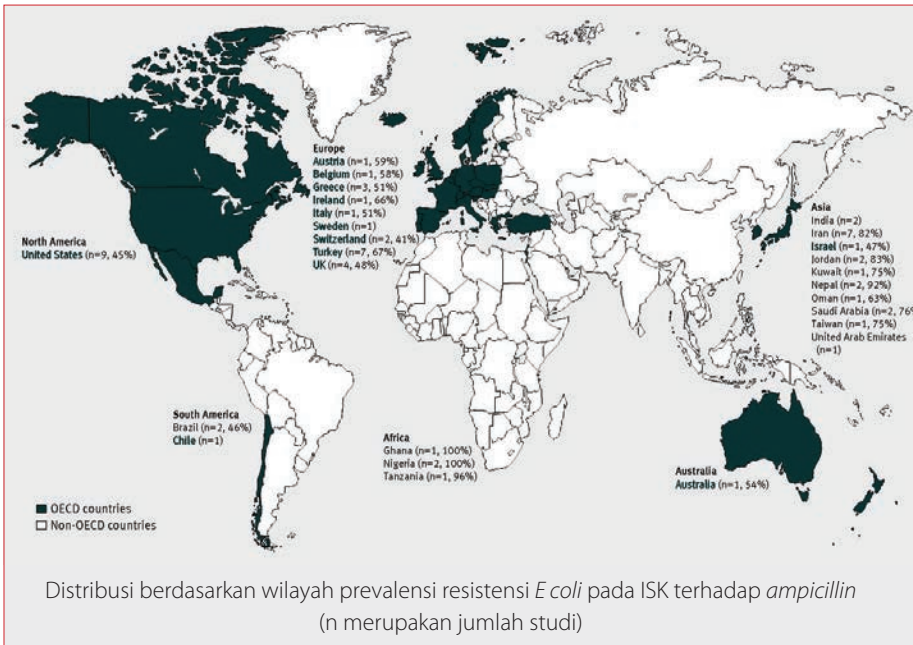 North America
United States (n=9, 45%)
Europe
Austria (n=1, 59%)
Belgium (n=1, 58%)
Greece (n=3, 51%)
Ireland (n=1, 66%)
Italy (n=1, 51%)
Sweden (n=1)
Switzerland (n=2, 41%)
Turkey (n=7, 67%)
UK (n=4, 48%)
Asia
India (n=2)
Iran (n=7, 82%)
Israel (n=1, 47%)
Jordan (n=2, 83%)
Kuwait (n=1, 75%)
Nepal (n=2, 92%)
Oman (n=1, 63%)
Saudi Arabia (n=2, 76%
Taiwan (n=1, 75%)
United Arab Emirates
(n=1)
South America
Brazil (n=2, 46%)
Chile (n=1)
Africa
Ghana (n=1, 100%)
Nigeria (n=2, 100%)
Tanzania (n=1, 96%)
Australia
Australia (n=1, 54%)
OECD countries
Non-OECD countries
Distribusi berdasarkan wilayah prevalensi resistensi E coli pada ISK terhadap ampicillin
(n merupakan jumlah studi)